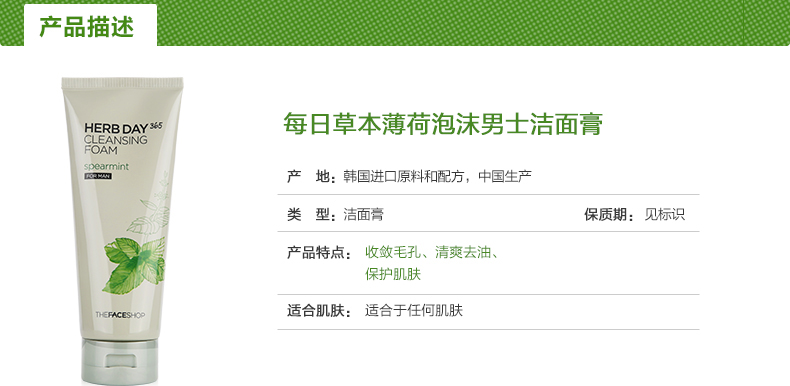 产品描述
HERB DAY 365
CLEANSING
FOAM
spearmint
FOR MAN
THEFACESHOP
每日草本薄荷泡沫男士洁面膏
产 地：韩国进口原料和配方，中国生产
类 型：洁面膏 保质期：见标识
产品特点：收敛毛孔、清爽去油、
保护肌肤
适合肌肤：适合于任何肌肤